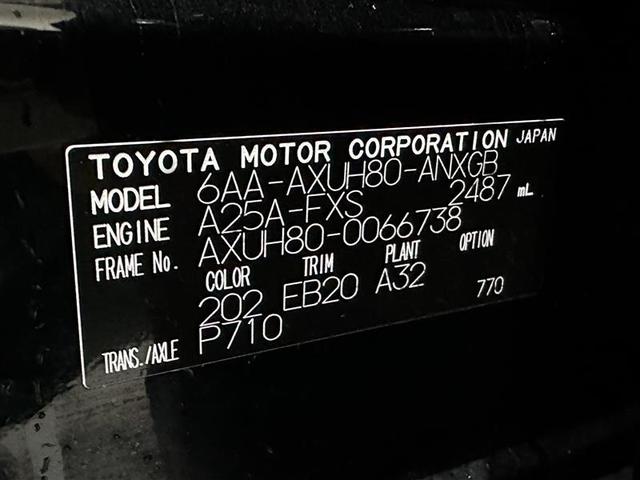 TOYOTA MOTOR CORPORATION JAPAN
MODEL 6AA-AXUH80-ANXGB
ENGINE A25A-FXS 2487 mL
FRAME No. AXUH80-0066738
COLOR TRIM PLANT OPTION
202 EB20 A32 770
TRANS./AXLE P710